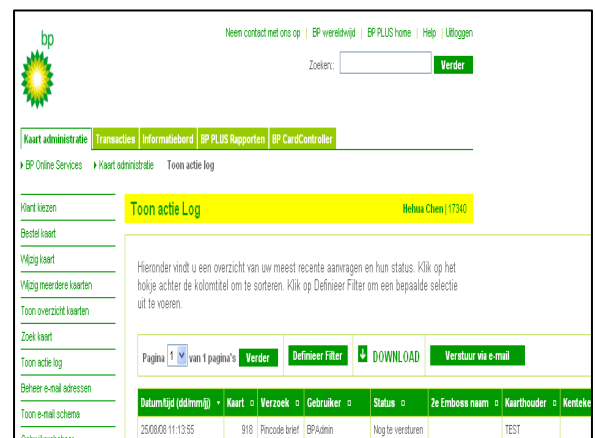 bp
Neem contact met ons op | BP wereldwijd | BP PLUS home | Help | Uitloggen
Zoeken:: Verder
Kaart administratie Transacties Informatiebord BP PLUS Rapporten BP CardController
BP Online Services Kaart administratie Toon actie log
Klant kiezen
Bestel kaart
Wijzig kaart
Wijzig meerdere kaarten
Toon overzicht kaarten
Zoek kaart
Toon actie log
Beheer e-mail adressen
Toon e-mail schema
Toon actie Log Hehua Chen | 17340
Hieronder vindt u een overzicht van uw meest recente aanvragen en hun status. Klik op het
hokje achter de kolomtitel om te sorteren. Klik op Definieer Filter om een bepaalde selectie
uit te voeren.
Pagina 1 van 1 pagina's Verder Definieer Filter DOWNLOAD Verstuur via e-mail
Datum/tijd (dd/mm/jj) Kaart Verzoek Gebruiker Status 2e Emboss naam Kaarthouder Kenteke
25/08/08 11:13:55 918 Pincode brief BPAdmin Nog te versturen TEST